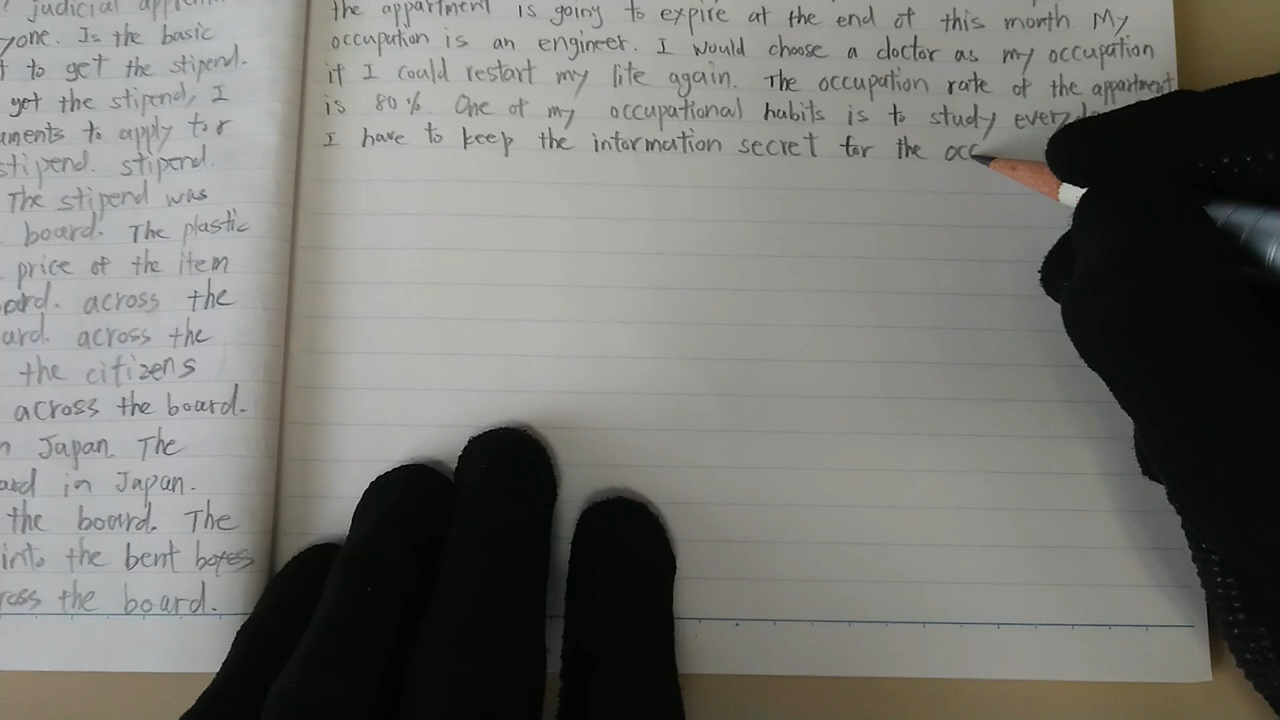 judicial
yone. Is the basic
to get the stipend.
get the stipend, I
uments to apply for
stipend. stipend.
The stipend was
board. The plastic
price of the item
oard. across the
ard. across the
the citizens
across the board.
n Japan The
ard in Japan.
the board. The
into the bent boxes
ross the board.
the appartment is going to expire at the end of this month My
occupation is an engineer. I would choose a doctor as my occupation
if I could restart my life again. The occupation rate of the appartment
is 80% One of my occupational habits is to study everyda
I have to keep the information secret for the occ